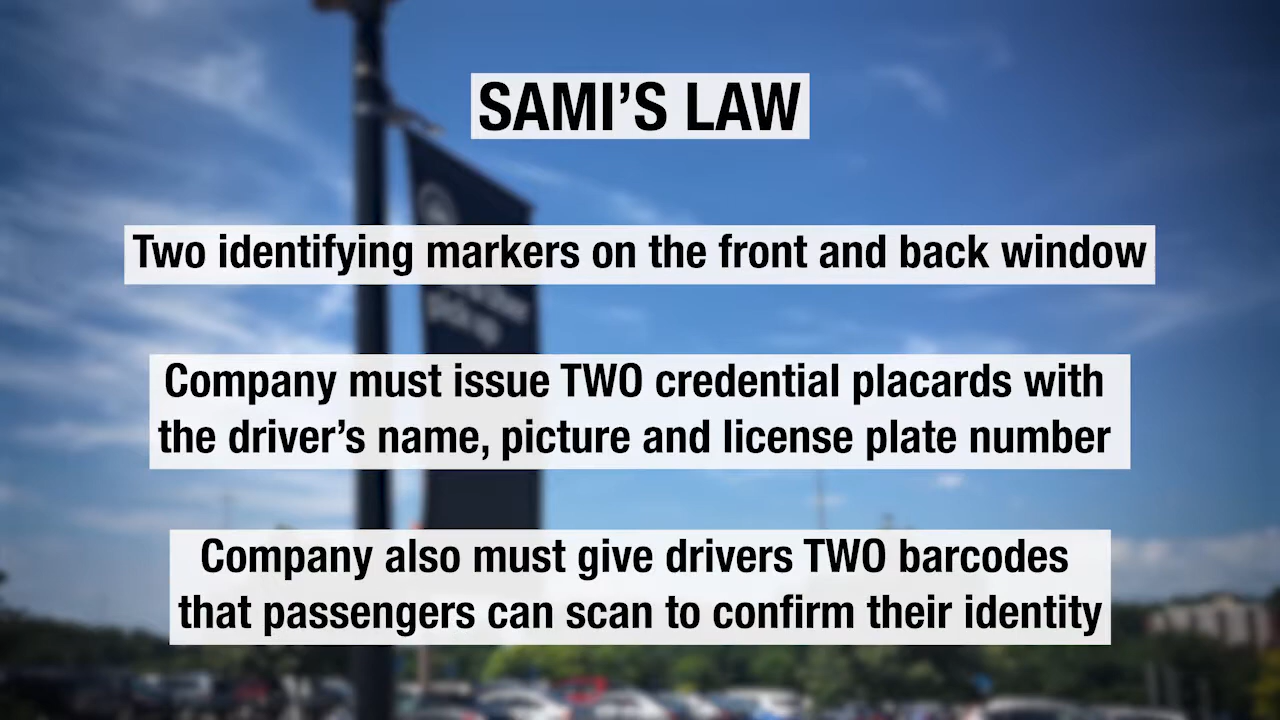 SAMI’S LAW
Two identifying markers on the front and back window
Company must issue TWO credential placards with
the driver’s name, picture and license plate number
Company also must give drivers TWO barcodes
that passengers can scan to confirm their identity